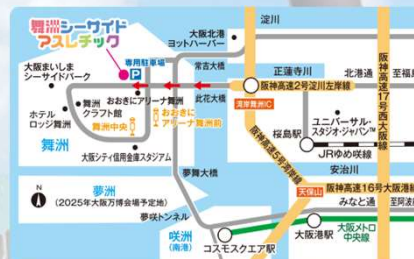 舞洲シーサイド
アスレチック
専用駐車場
P
大阪北港
ヨットハーバー
淀川
常吉大橋
正蓮寺川
北港通
至福
阪神高速2号淀川左岸線
湾岸舞洲IC
此花大橋
大阪まいしま
シーサイドパーク
おおきにアリーナ舞洲
舞洲
クラフト館
ホテル
ロッジ舞洲
舞洲中央
おおきに
アリーナ舞洲前
舞洲
大阪シティ信用金庫スタジアム
桜島駅
ユニバーサル・
スタジオ・ジャパン™
JRゆめ咲線
阪神高速5号湾岸線
阪神高速17号西大阪線
安治川
夢舞大橋
天保山
阪神高速16号大阪港線
みなと通
至阿波
夢洲
(2025年大阪万博会場予定地)
N
夢咲トンネル
咲洲
(南港)
コスモスクエア駅
大阪港駅
大阪メトロ
中央線